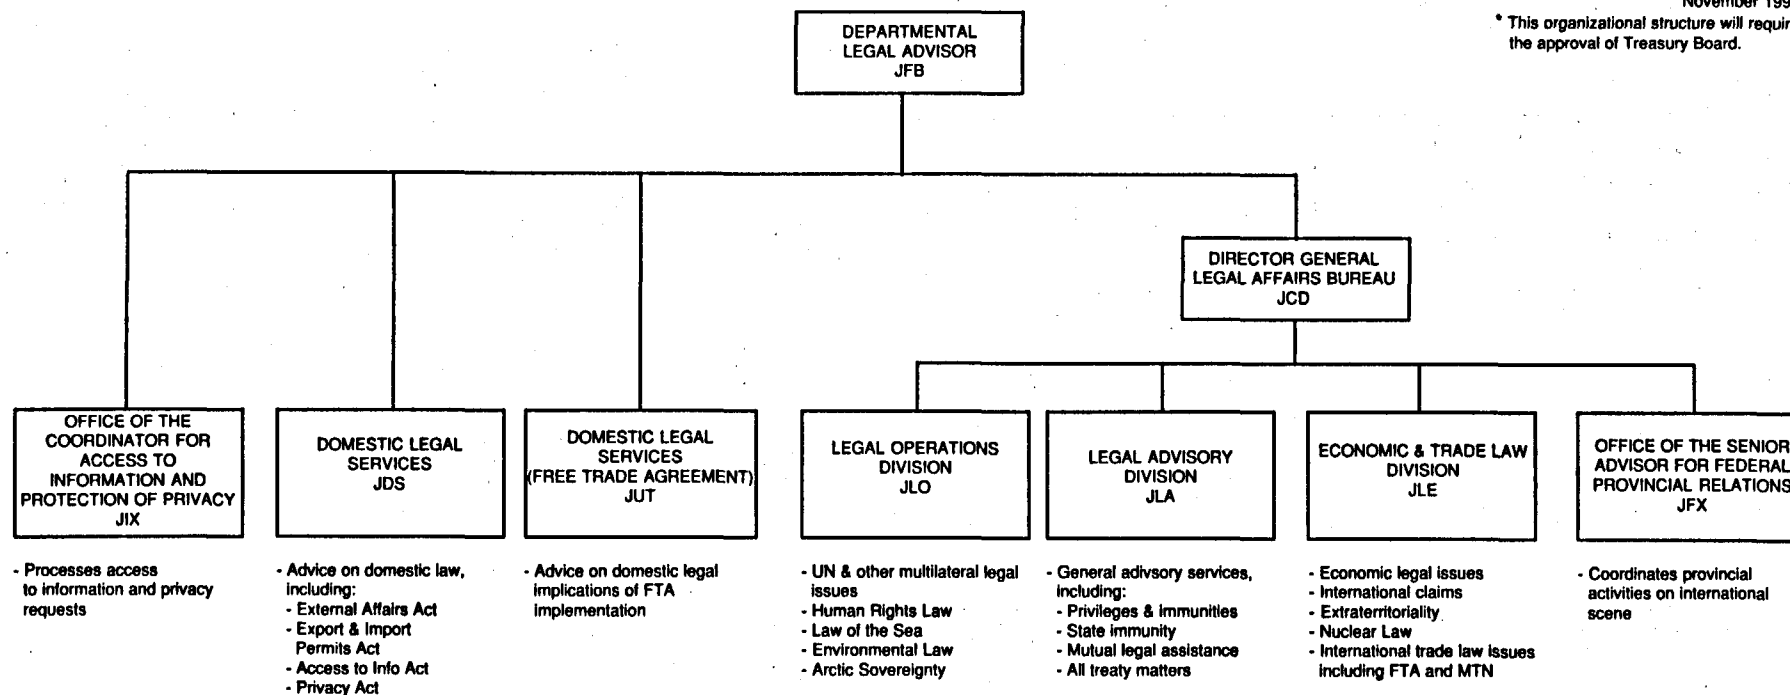 November 199
* This organizational structure will requir
the approval of Treasury Board.
DEPARTMENTAL
LEGAL ADVISOR
JFB
DIRECTOR GENERAL
LEGAL AFFAIRS BUREAU
JCD
OFFICE OF THE
COORDINATOR FOR
ACCESS TO
INFORMATION AND
PROTECTION OF PRIVACY
JIX
- Processes access
to information and privacy
requests
DOMESTIC LEGAL
SERVICES
JDS
- Advice on domestic law,
including:
- External Affairs Act
- Export & Import
Permits Act
- Access to Info Act
- Privacy Act
DOMESTIC LEGAL
SERVICES
(FREE TRADE AGREEMENT)
JUT
- Advice on domestic legal
implications of FTA
implementation
LEGAL OPERATIONS
DIVISION
JLO
- UN & other multilateral legal
issues
- Human Rights Law
- Law of the Sea
- Environmental Law
- Arctic Sovereignty
LEGAL ADVISORY
DIVISION
JLA
- General adivsory services,
including:
- Privileges & immunities
- State immunity
- Mutual legal assistance
- All treaty matters
ECONOMIC & TRADE LAW
DIVISION
JLE
- Economic legal issues
- International claims
- Extraterritoriality
- Nuclear Law
- International trade law issues
including FTA and MTN
OFFICE OF THE SENIOR
ADVISOR FOR FEDERAL
PROVINCIAL RELATIONS
JFX
- Coordinates provincial
activities on international
scene